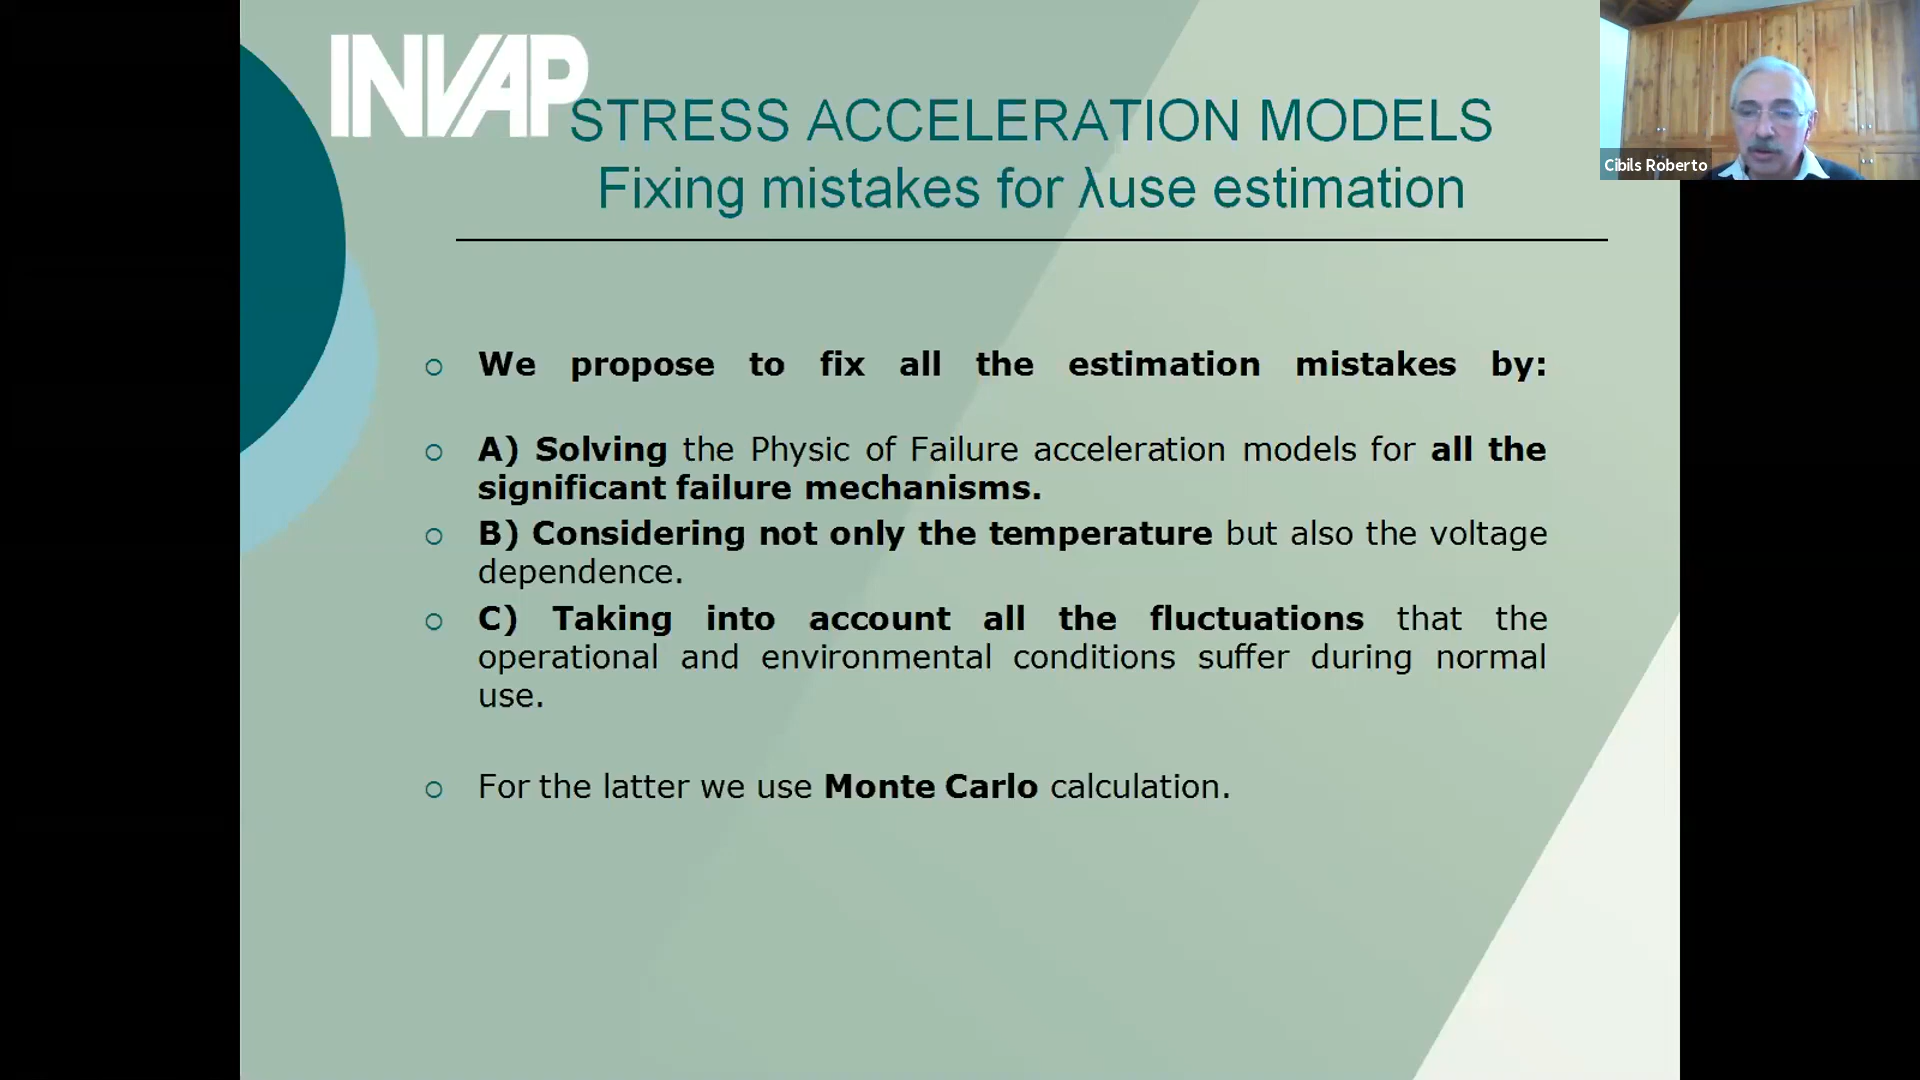 INVAP
STRESS ACCELERATION MODELS
Fixing mistakes for λuse estimation
Cibils Roberto
We propose to fix all the estimation mistakes by:
A) Solving the Physic of Failure acceleration models for all the
significant failure mechanisms.
B) Considering not only the temperature but also the voltage
dependence.
C) Taking into account all the fluctuations that the
operational and environmental conditions suffer during normal
use.
For the latter we use Monte Carlo calculation.